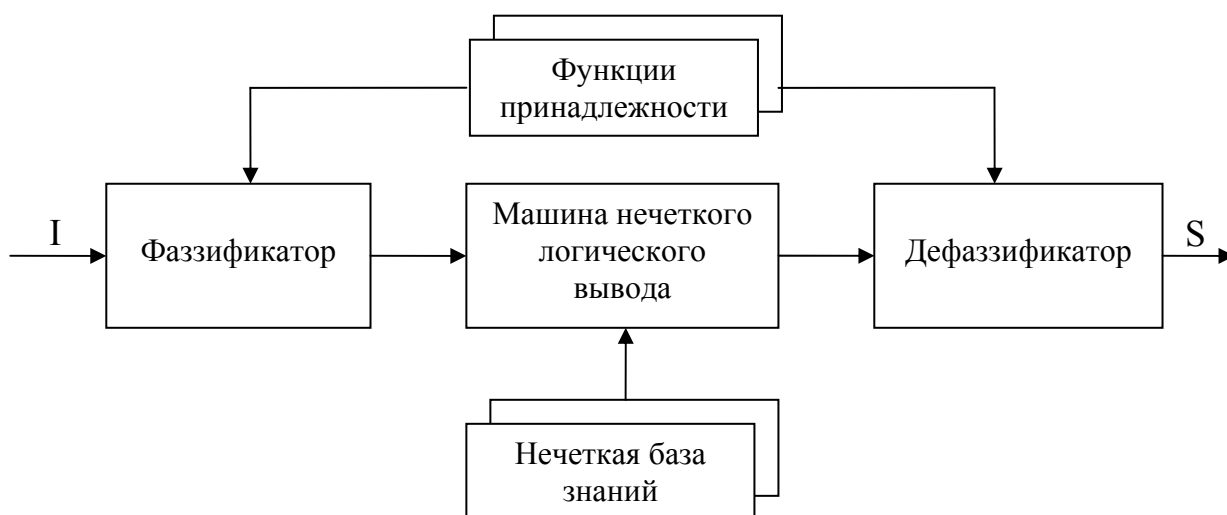 Функции
принадлежности
I
Фаззификатор
Машина нечеткого
логического
вывода
Дефаззификатор
S
Нечеткая база
знаний